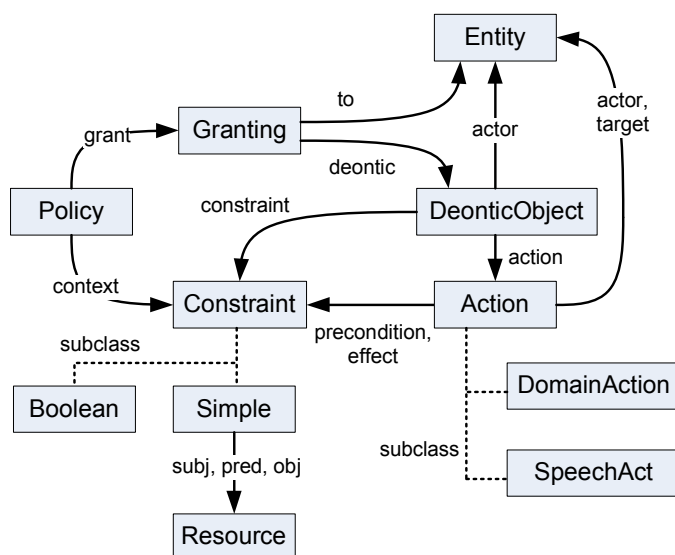 Entity
to
actor,
target
grant
Granting
actor
deontic
Policy
constraint
DeonticObject
action
context
Constraint
Action
precondition,
effect
subclass
Boolean
Simple
DomainAction
subclass
subj, pred, obj
SpeechAct
Resource